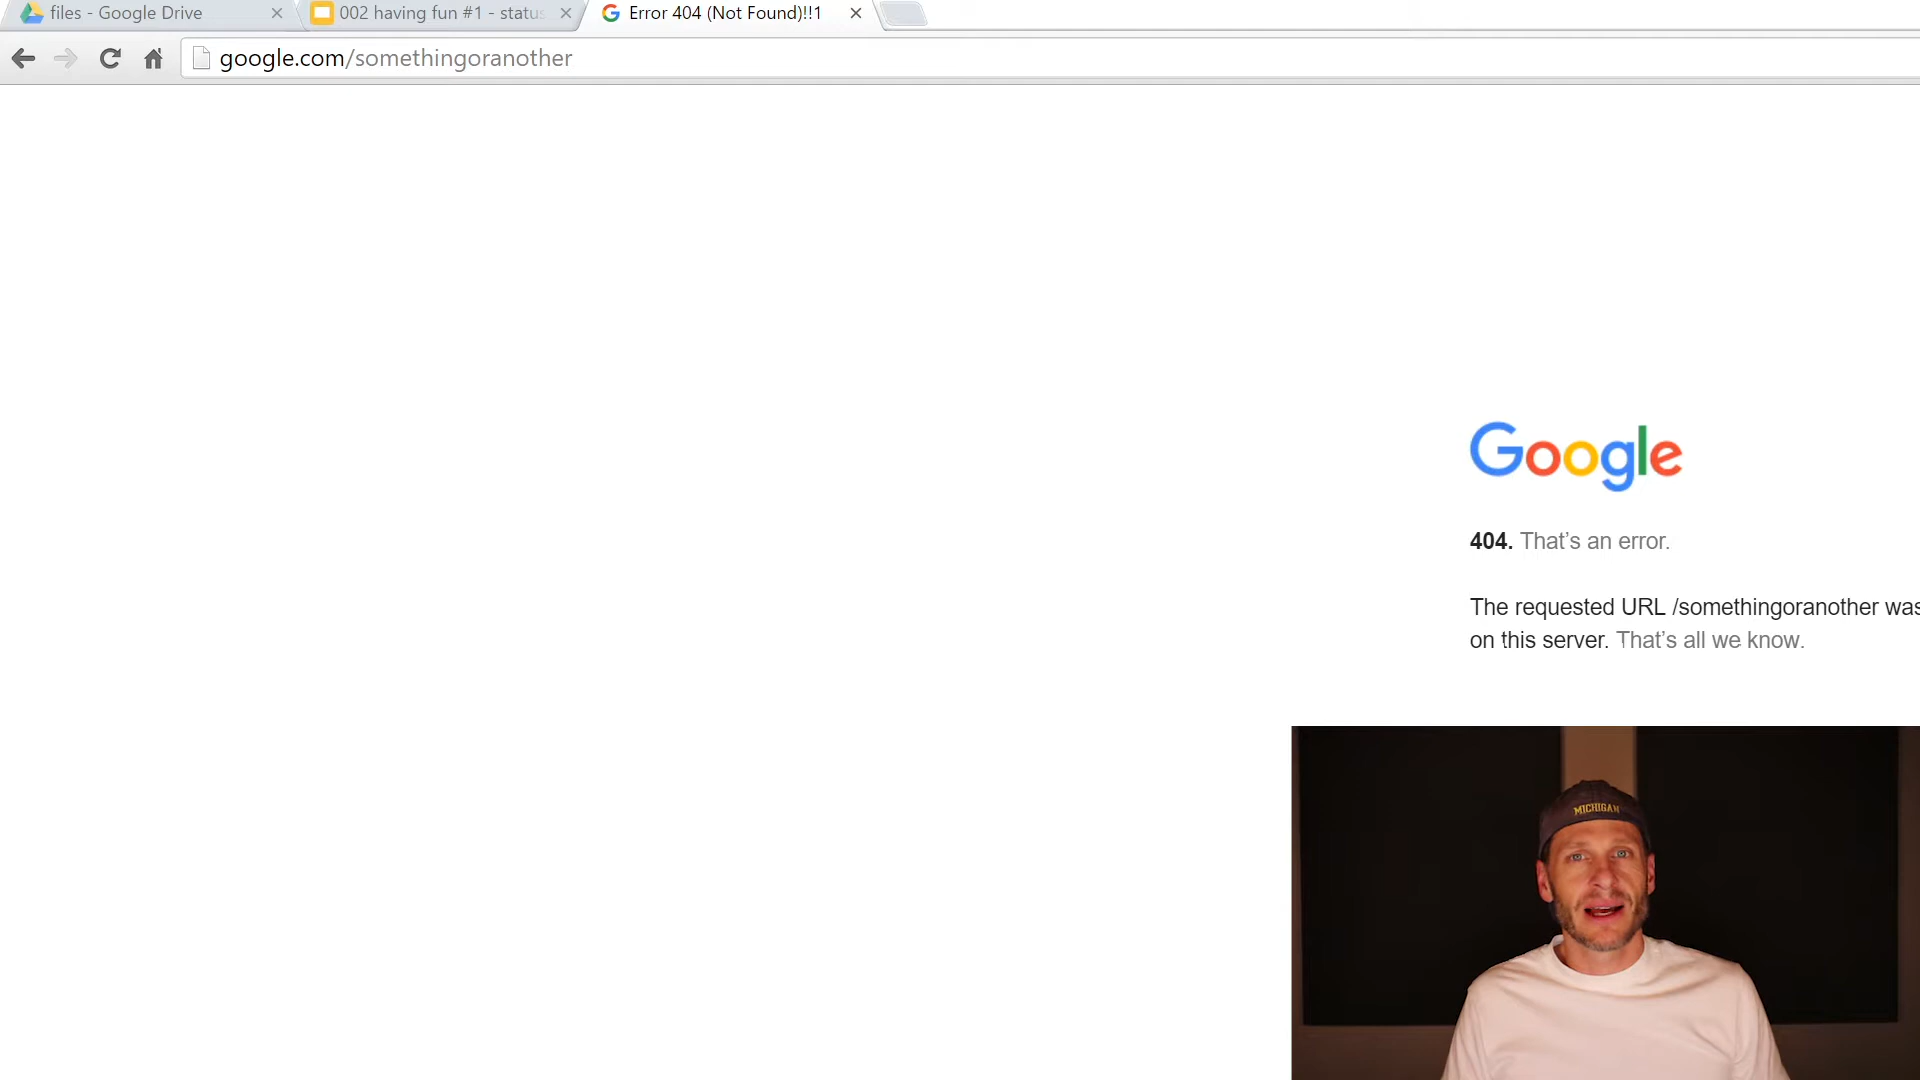 files - Google Drive
002 having fun #1 - statu
Error 404 (Not Found)!!1
google.com/somethingoranother
Google
404. That's an error.
The requested URL /somethingoranother was
on this server. That's all we know.
MICHIGAN